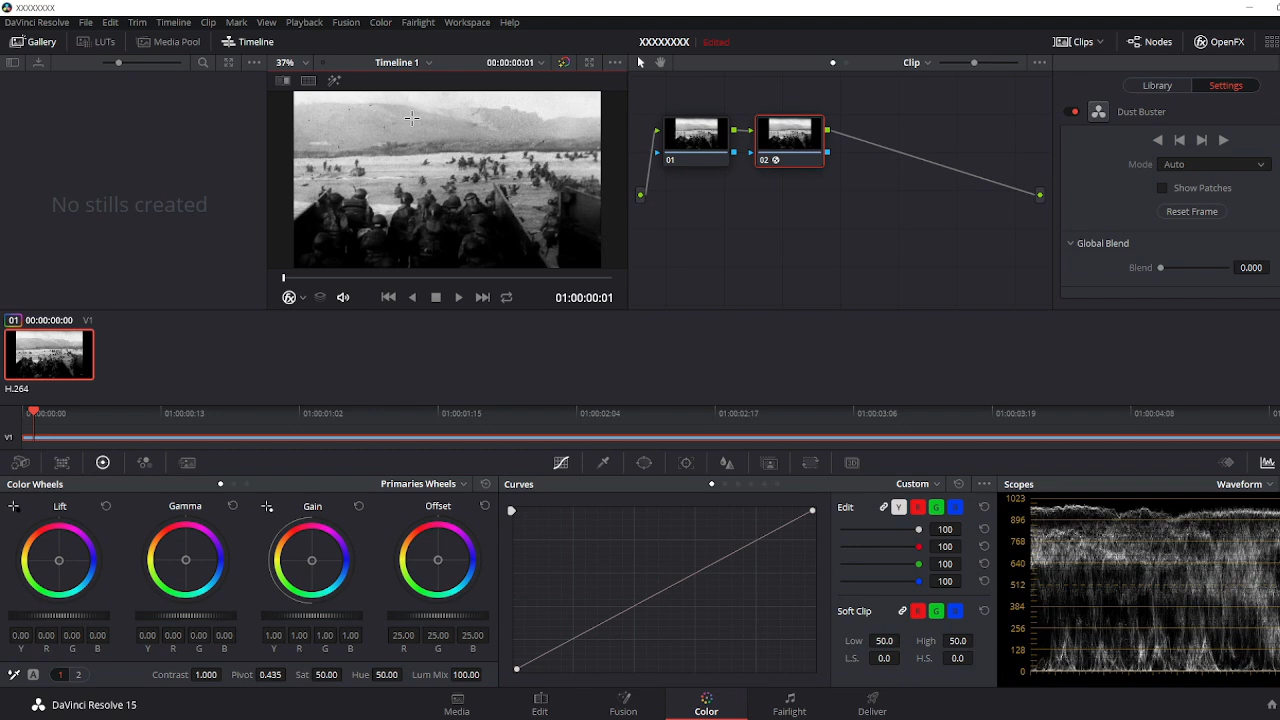 XXXXXXXX
DaVinci Resolve File Edit Trim Timeline Clip Mark View Playback Fusion Color Fairlight Workspace Help
Gallery LUTs Media Pool Timeline XXXXXXXX Edited Clips Nodes OpenFX
37% Timeline 1 00:00:00:01 Clip
Library Settings
Dust Buster
Mode Auto
Show Patches
Reset Frame
Global Blend
Blend 0.000
01 02
No stills created
01:00:00:01
01 00:00:00:00 V1
H.264
01:00:00:00 01:00:00:13 01:00:01:02 01:00:01:15 01:00:02:04 01:00:02:17 01:00:03:06 01:00:03:19 01:00:04:08
V1
Color Wheels Primaries Wheels Curves Custom Scopes Waveform
Lift Gamma Gain Offset
0.00 0.00 0.00 0.00 0.00 0.00 0.00 0.00 1.00 1.00 1.00 1.00 25.00 25.00 25.00
Y R G B Y R G B Y R G B R G B
A 1 2 Contrast 1.000 Pivot 0.435 Sat 50.00 Hue 50.00 Lum Mix 100.00
Edit Y R G B
100
100
100
100
Soft Clip R G B
Low 50.0 High 50.0
L.S. 0.0 H.S. 0.0
1023
896
768
640
512
384
256
128
0
DaVinci Resolve 15 Media Edit Fusion Color Fairlight Deliver